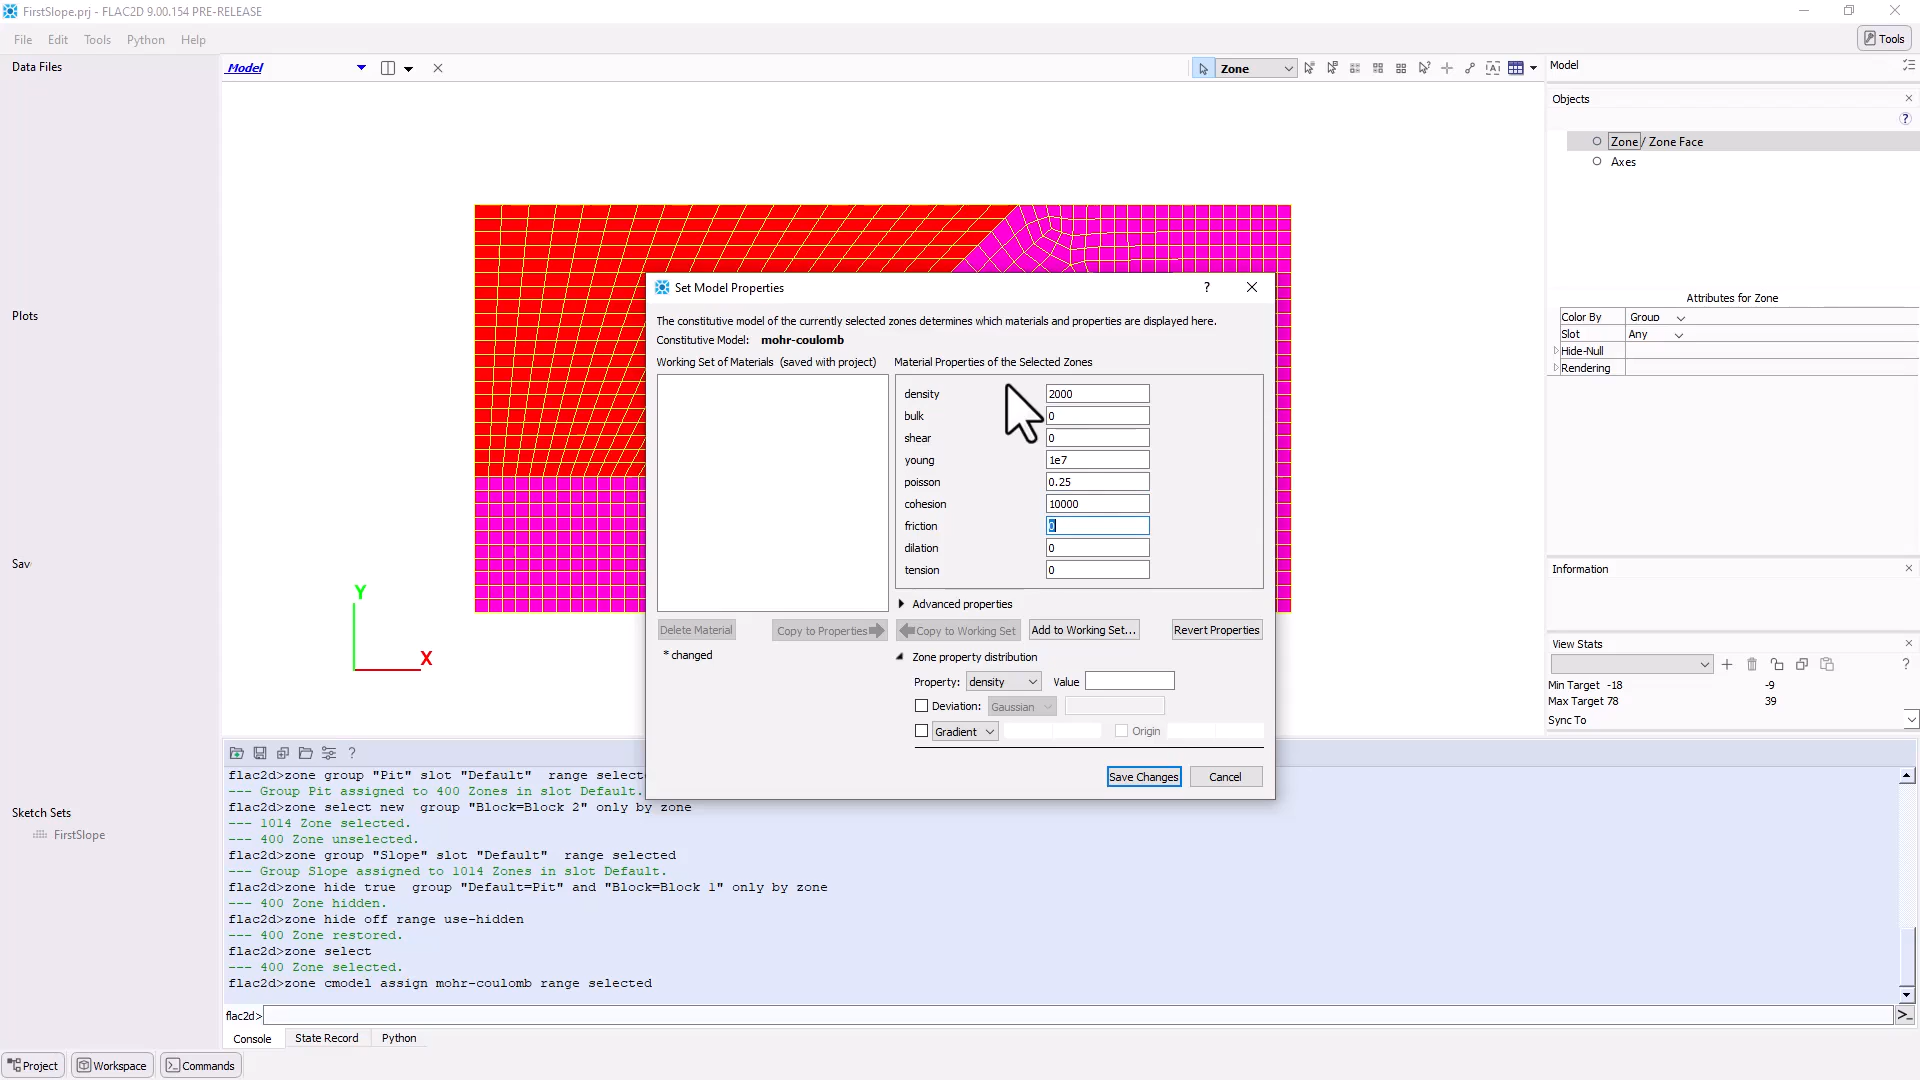 FirstSlope.prj - FLAC2D 9.00.154 PRE-RELEASE
File Edit Tools Python Help
Tools
Data Files
Plots
Sav
Sketch Sets
FirstSlope
Model
Zone
Model
Objects
Zone / Zone Face
Axes
Attributes for Zone
Color By Group
Slot Any
Hide-Null
Rendering
Information
View Stats
Min Target -18 -9
Max Target 78 39
Sync To
Y
X
Set Model Properties
The constitutive model of the currently selected zones determines which materials and properties are displayed here.
Constitutive Model: mohr-coulomb
Working Set of Materials (saved with project)
Material Properties of the Selected Zones
density 2000
bulk 0
shear 0
young 1e7
poisson 0.25
cohesion 10000
friction 0
dilation 0
tension 0
Advanced properties
Delete Material Copy to Properties Copy to Working Set Add to Working Set... Revert Properties
* changed
Zone property distribution
Property: density Value
Deviation: Gaussian
Gradient Origin
Save Changes Cancel
flac2d>zone group "Pit" slot "Default" range selecte
--- Group Pit assigned to 400 Zones in slot Default.
flac2d>zone select new group "Block=Block 2" only by zone
--- 1014 Zone selected.
--- 400 Zone unselected.
flac2d>zone group "Slope" slot "Default" range selected
--- Group Slope assigned to 1014 Zones in slot Default.
flac2d>zone hide true group "Default=Pit" and "Block=Block 1" only by zone
--- 400 Zone hidden.
flac2d>zone hide off range use-hidden
--- 400 Zone restored.
flac2d>zone select
--- 400 Zone selected.
flac2d>zone cmodel assign mohr-coulomb range selected
flac2d>
Console State Record Python
Project Workspace Commands